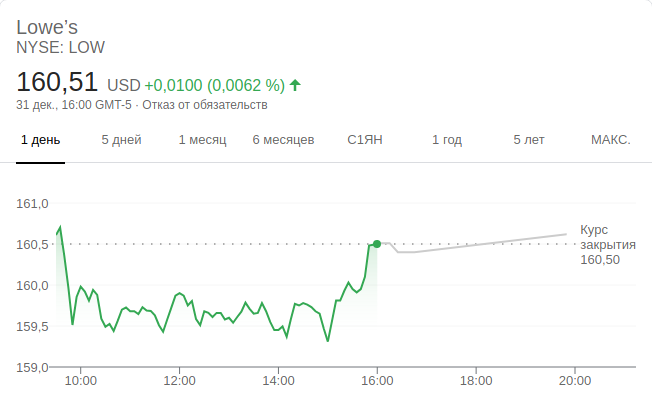 Lowe’s
NYSE: LOW
160,51 USD +0,0100 (0,0062 %)
31 дек., 16:00 GMT-5 · Отказ от обязательств
1 день 5 дней 1 месяц 6 месяцев С1ЯН 1 год 5 лет МАКС.
161,0
160,5
160,0
159,5
159,0
Курс
закрытия
160,50
10:00 12:00 14:00 16:00 18:00 20:00